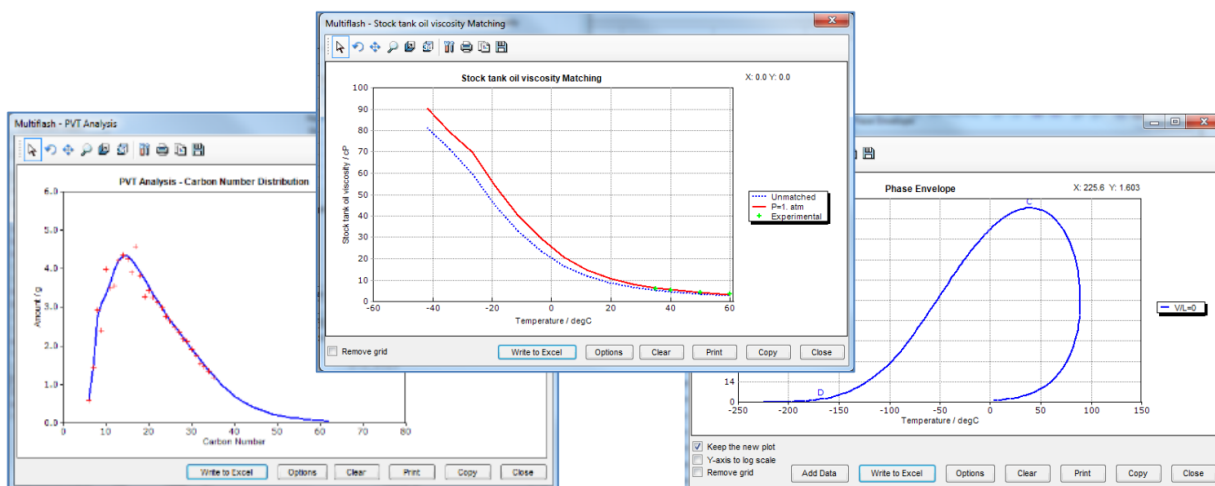 Multiflash - Stock tank oil viscosity Matching
Stock tank oil viscosity Matching
X: 0.0 Y: 0.0
100
90
80
70
60
50
40
30
20
10
0
Stock tank oil viscosity / cP
-60
-40
-20
0
20
40
60
Temperature / degC
Unmatched
P=1. atm
Experimental
Remove grid
Write to Excel
Options
Clear
Print
Copy
Close
Multiflash - PVT Analysis
PVT Analysis - Carbon Number Distribution
6.0
5.0
4.0
3.0
2.0
1.0
0.0
Amount / g
0
10
20
30
40
50
60
70
80
Carbon Number
Write to Excel
Options
Clear
Print
Copy
Close
Phase Envelope
Phase Envelope
X: 225.6 Y: 1.603
C
D
V/L=0
14
0
-250
-200
-150
-100
-50
0
50
100
150
Temperature / degC
Keep the new plot
Y-axis to log scale
Remove grid
Add Data
Write to Excel
Options
Clear
Print
Copy
Close